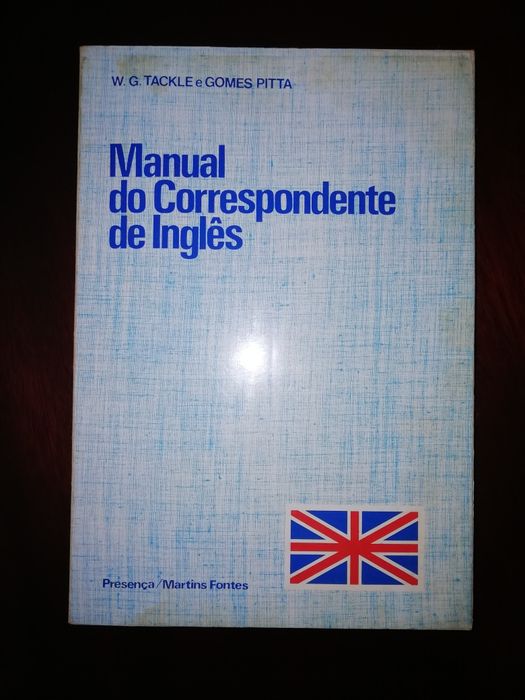 W. G. TACKLE e GOMES PITTA
Manual
do Correspondente
de Inglês
Presença/Martins Fontes